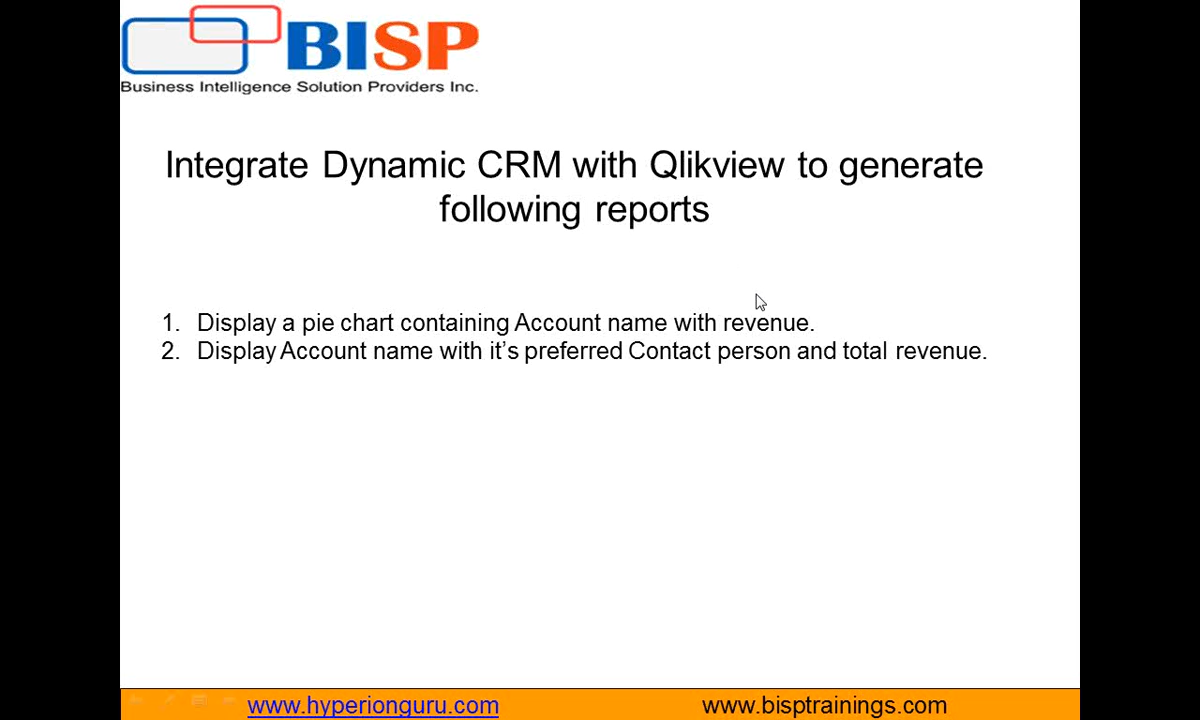 BISP
Business Intelligence Solution Providers Inc.
Integrate Dynamic CRM with Qlikview to generate
following reports
1. Display a pie chart containing Account name with revenue.
2. Display Account name with it’s preferred Contact person and total revenue.
www.hyperionguru.com www.bisptrainings.com